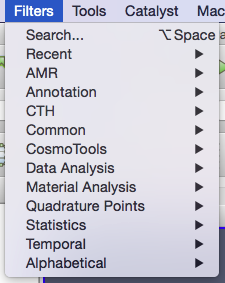 Filters Tools Catalyst Mac
Search... ⌥Space
Recent
AMR
Annotation
CTH
Common
CosmoTools
Data Analysis
Material Analysis
Quadrature Points
Statistics
Temporal
Alphabetical